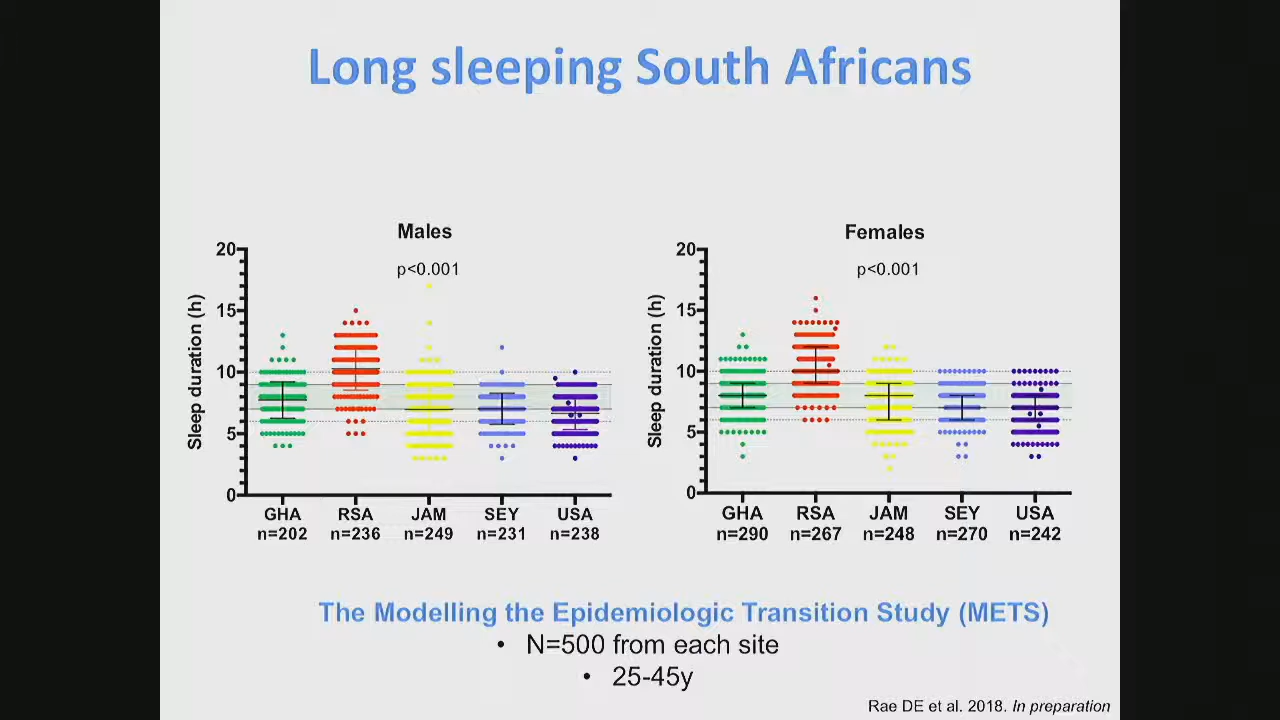 Long sleeping South Africans
Males
p<0.001
Sleep duration (h)
20
15
10
5
0
GHA RSA JAM SEY USA
n=202 n=236 n=249 n=231 n=238
Females
p<0.001
Sleep duration (h)
20
15
10
5
0
GHA RSA JAM SEY USA
n=290 n=267 n=248 n=270 n=242
The Modelling the Epidemiologic Transition Study (METS)
• N=500 from each site
• 25-45y
Rae DE et al. 2018. In preparation